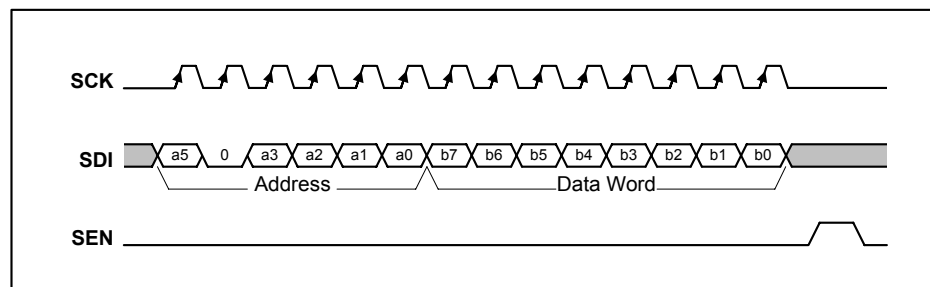 SCK
SDI a5 0 a3 a2 a1 a0 b7 b6 b5 b4 b3 b2 b1 b0
Address Data Word
SEN